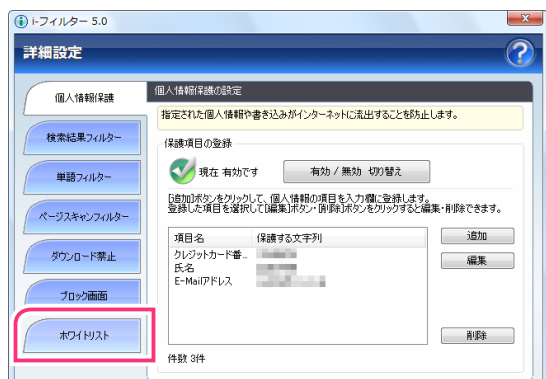 i-フィルター 5.0
詳細設定
個人情報保護
検索結果フィルター
単語フィルター
ページスキャンフィルター
ダウンロード禁止
ブロック画面
ホワイトリスト
個人情報保護の設定
指定された個人情報や書き込みがインターネットに流出することを防止します。
保護項目の登録
現在 有効です
有効 / 無効 切り替え
[追加]ボタンをクリックして、個人情報の項目を入力欄に登録します。
登録した項目を選択して[編集]ボタン・[削除]ボタンをクリックすると編集・削除できます。
項目名 保護する文字列
クレジットカード番...
氏名
E-Mailアドレス
追加
編集
削除
件数 3件